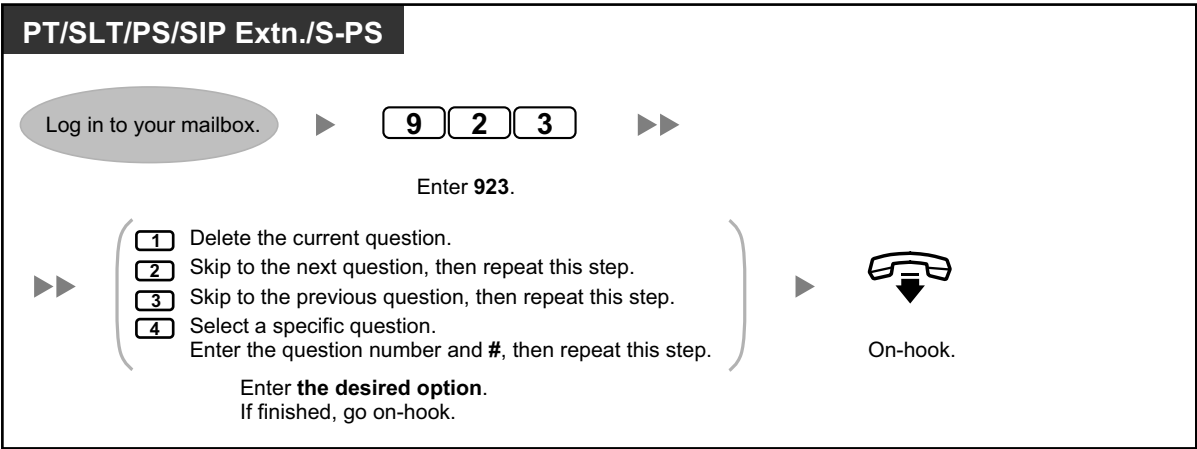 PT/SLT/PS/SIP Extn./S-PS
Log in to your mailbox.
9 2 3
Enter 923.
1 Delete the current question.
2 Skip to the next question, then repeat this step.
3 Skip to the previous question, then repeat this step.
4 Select a specific question.
Enter the question number and #, then repeat this step.
On-hook.
Enter the desired option.
If finished, go on-hook.